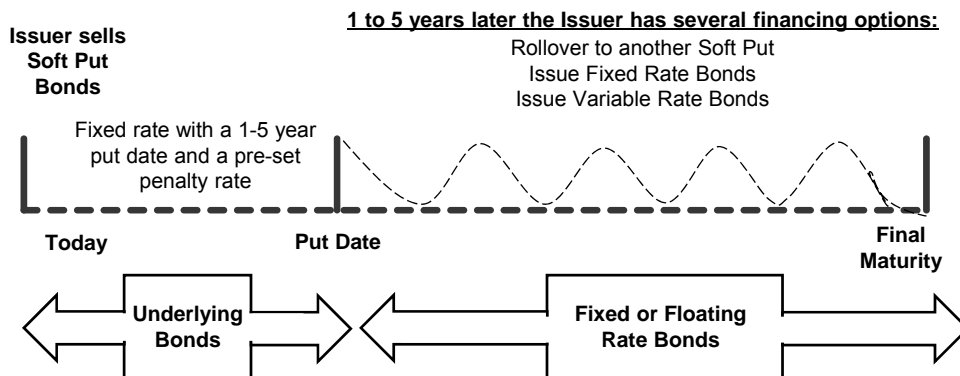 1 to 5 years later the Issuer has several financing options:
Issuer sells
Soft Put
Bonds
Rollover to another Soft Put
Issue Fixed Rate Bonds
Issue Variable Rate Bonds
Fixed rate with a 1-5 year
put date and a pre-set
penalty rate
Today
Put Date
Final
Maturity
Underlying
Bonds
Fixed or Floating
Rate Bonds